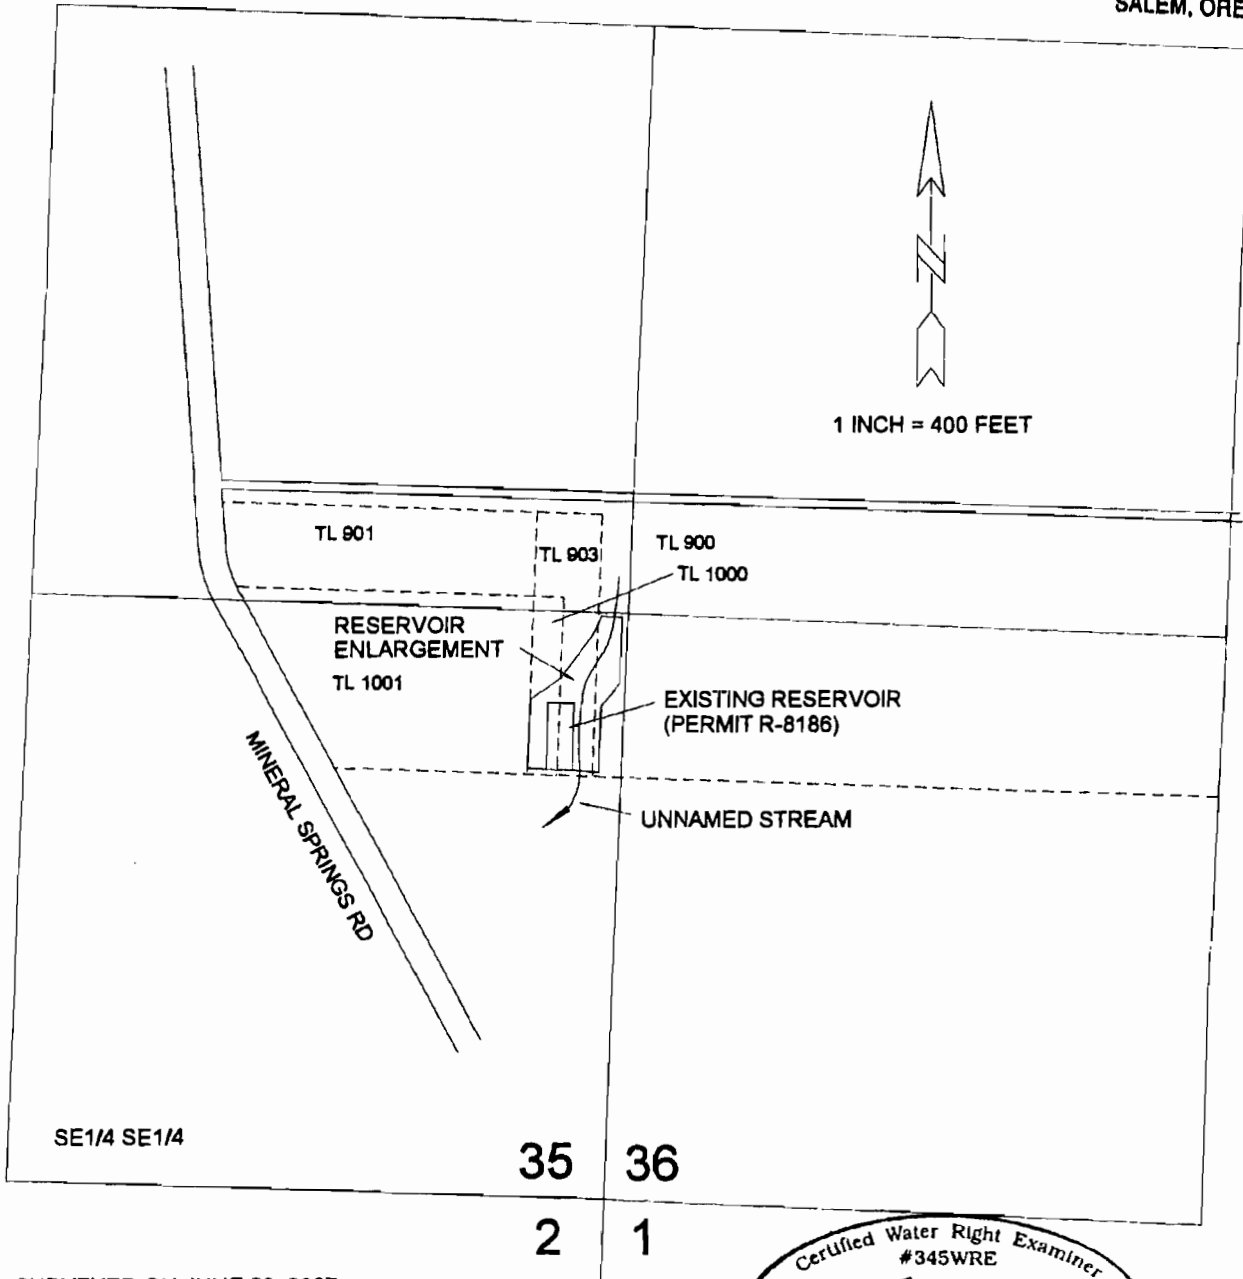 SALEM, ORE
1 INCH = 400 FEET
TL 901
TL 903
TL 900
TL 1000
RESERVOIR
ENLARGEMENT
TL 1001
EXISTING RESERVOIR
(PERMIT R-8186)
MINERAL SPRINGS RD
UNNAMED STREAM
SE1/4 SE1/4
35 36
2 1
Certified Water Right Examiner
#345WRE